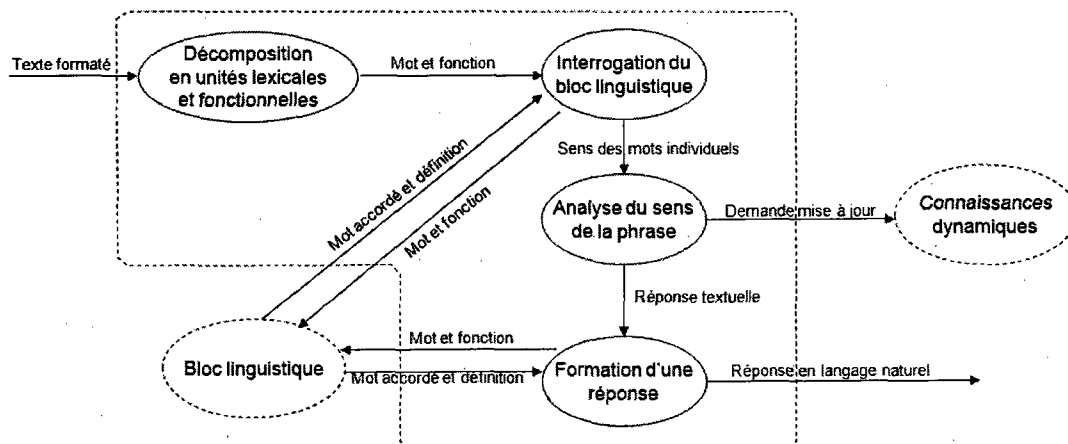 Texte formaté
Décomposition
en unités lexicales
et fonctionnelles
Mot et fonction
Interrogation du
bloc linguistique
Mot accordé et définition
Mot et fonction
Sens des mots individuels
Analyse du sens
de la phrase
Demande mise à jour
Connaissances
dynamiques
Réponse textuelle
Bloc linguistique
Mot et fonction
Mot accordé et définition
Formation d'une
réponse
Réponse en langage naturel